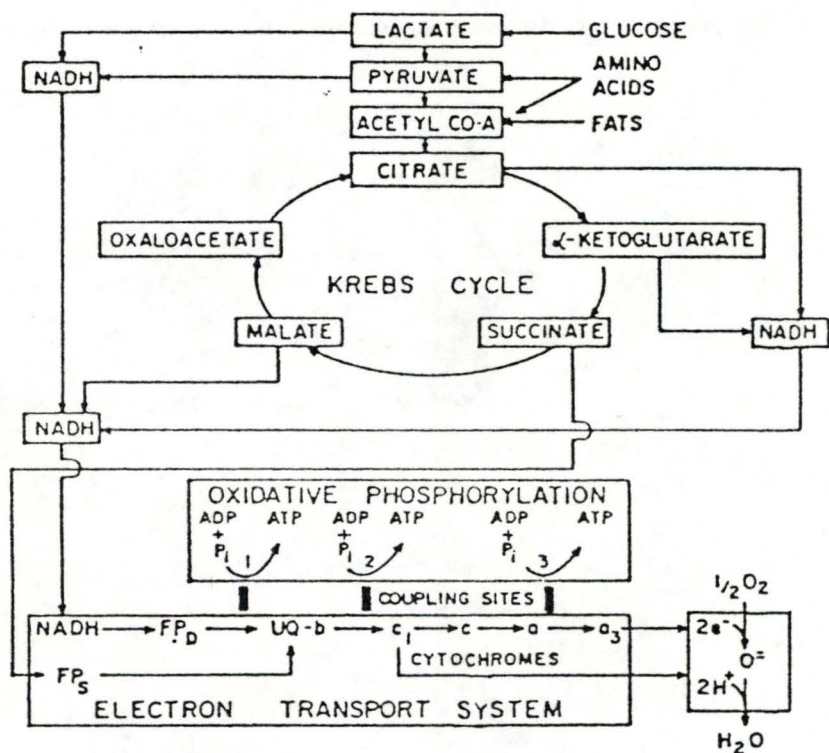 LACTATE GLUCOSE
NADH PYRUVATE AMINO
ACIDS
ACETYL CO-A FATS
CITRATE
OXALOACETATE α-KETOGLUTARATE
KREBS CYCLE
MALATE SUCCINATE NADH
NADH
OXIDATIVE PHOSPHORYLATION
ADP ATP ADP ATP ADP ATP
+ + +
Pi 1 Pi 2 Pi 3
COUPLING SITES 1/2O2
NADH FPD UQ-b c1 c a a3 2e-
CYTOCHROMES O=
FPS 2H+
ELECTRON TRANSPORT SYSTEM
H2O